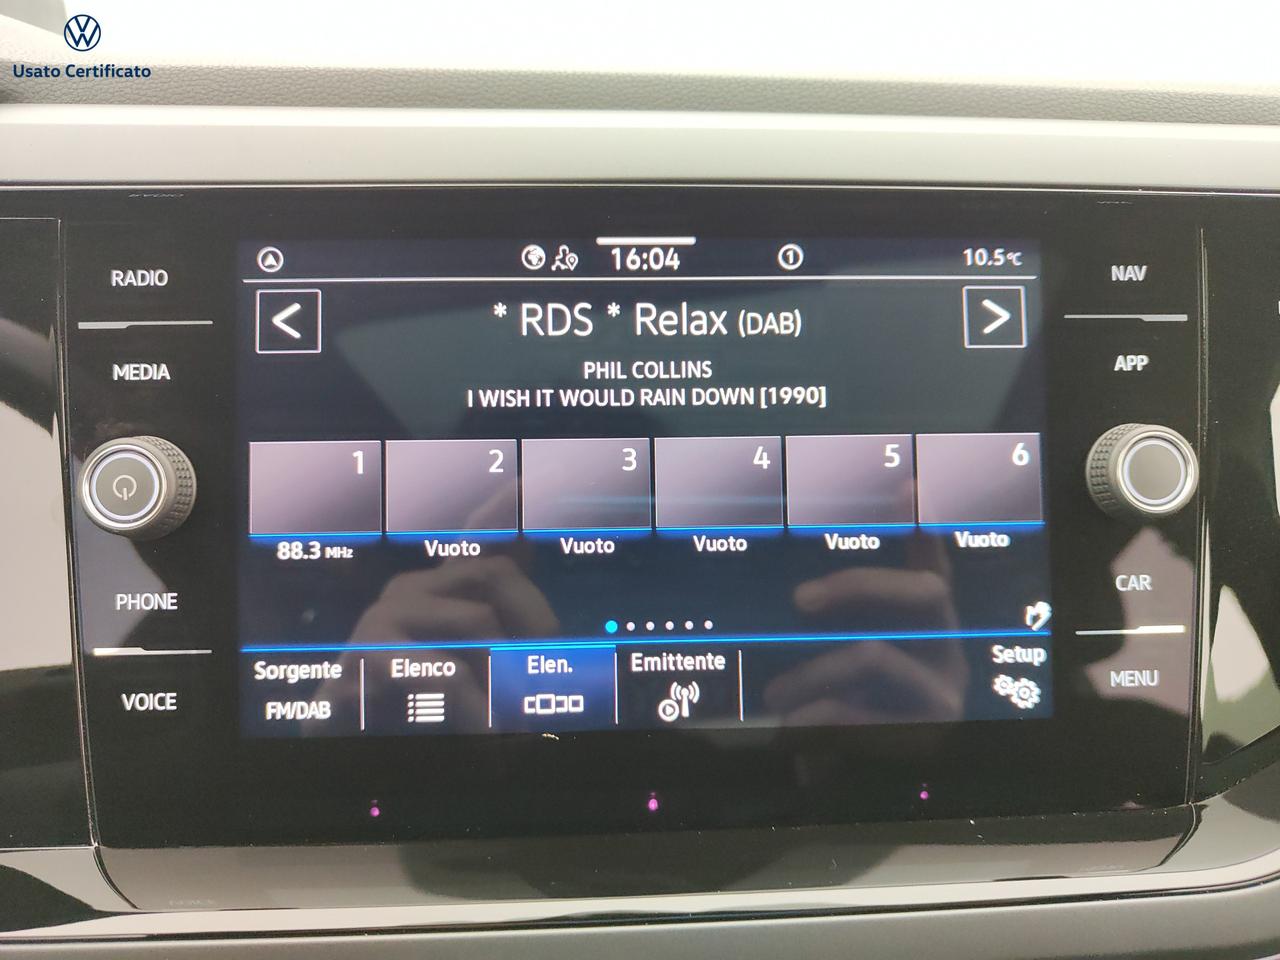 Usato Certificato
RADIO
MEDIA
PHONE
VOICE
16:04
1
10.5°C
* RDS * Relax (DAB)
PHIL COLLINS
I WISH IT WOULD RAIN DOWN [1990]
1 2 3 4 5 6
88.3 MHz Vuoto Vuoto Vuoto Vuoto Vuoto
Sorgente Elenco Elen. Emittente Setup
FM/DAB
NAV
APP
CAR
MENU